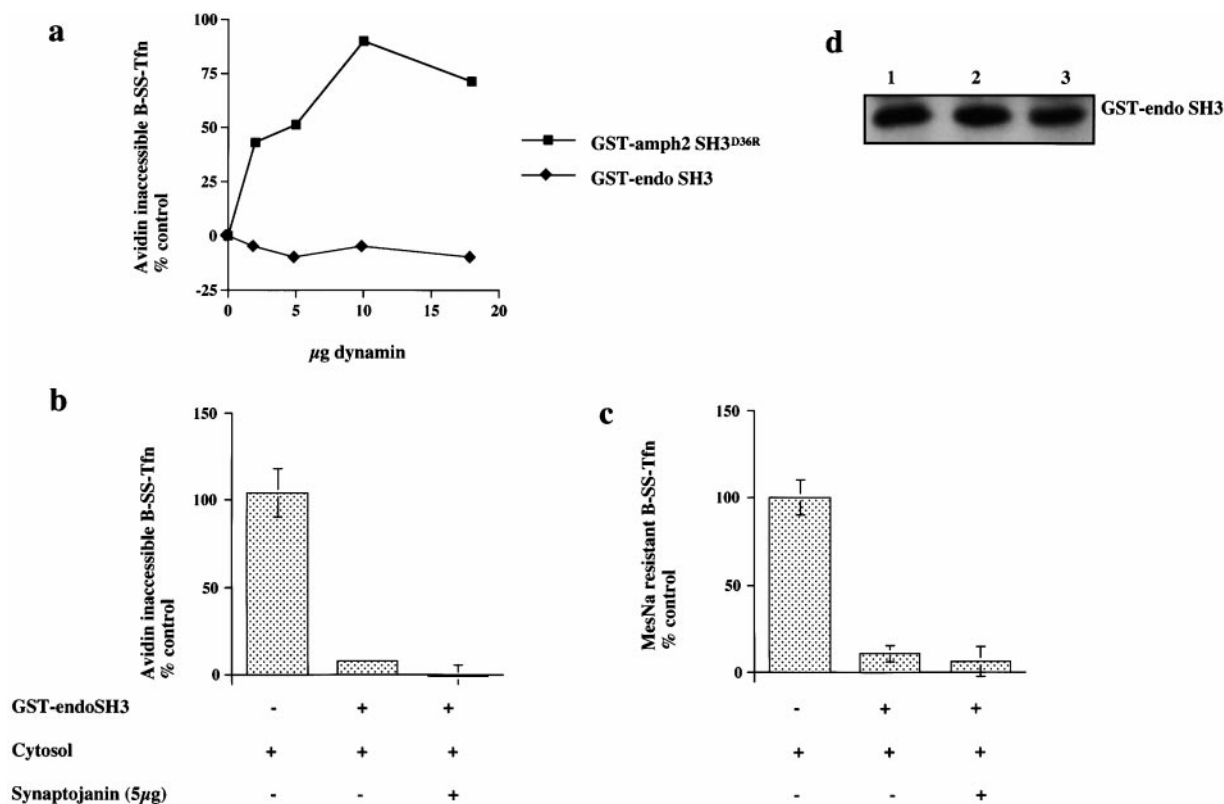 a
Avidin inaccessible B-SS-Tfn
% control
100
75
50
25
0
-25
0
5
10
15
20
µg dynamin
GST-amph2 SH3D36R
GST-endo SH3
d
1 2 3
GST-endo SH3
b
Avidin inaccessible B-SS-Tfn
% control
150
100
50
0
c
MesNa resistant B-SS-Tfn
% control
150
100
50
0
GST-endoSH3 - + + - + +
Cytosol + + + + + +
Synaptojanin (5µg) - - + - - +